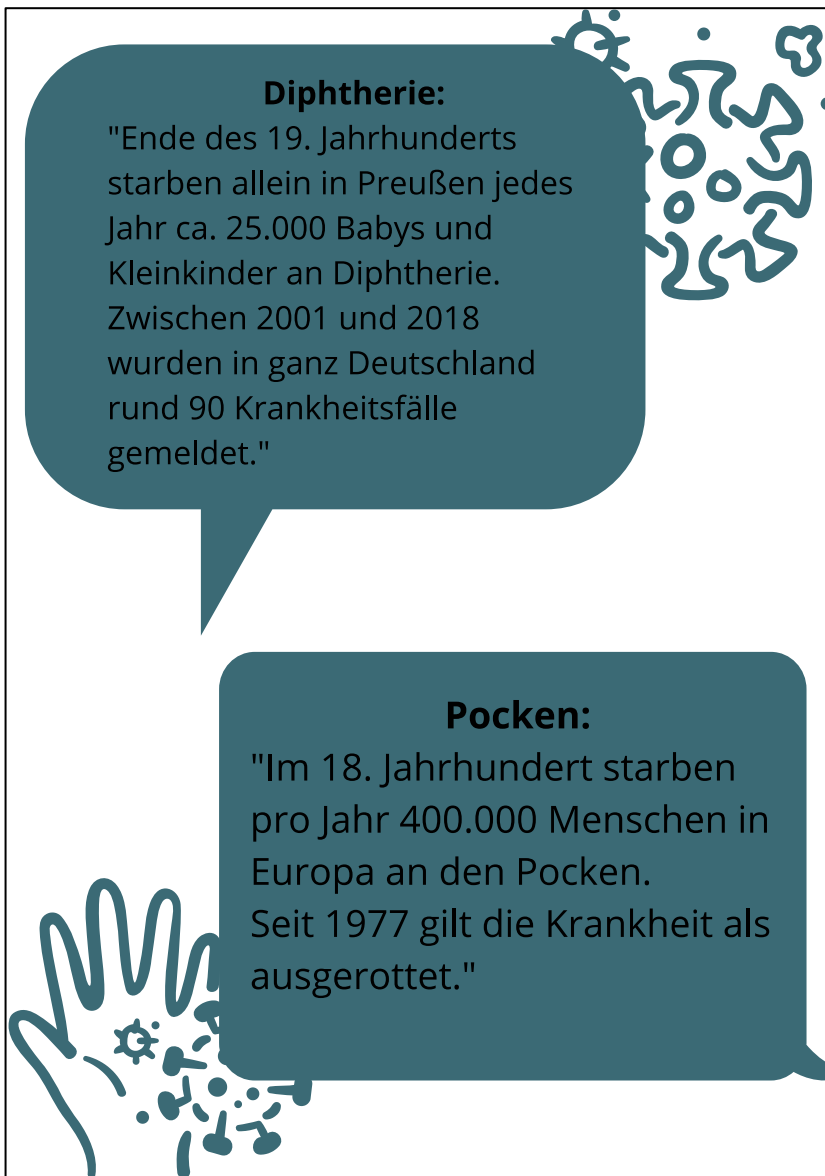 Diphtherie:
"Ende des 19. Jahrhunderts
starben allein in Preußen jedes
Jahr ca. 25.000 Babys und
Kleinkinder an Diphtherie.
Zwischen 2001 und 2018
wurden in ganz Deutschland
rund 90 Krankheitsfälle
gemeldet."
Pocken:
"Im 18. Jahrhundert starben
pro Jahr 400.000 Menschen in
Europa an den Pocken.
Seit 1977 gilt die Krankheit als
ausgerottet."